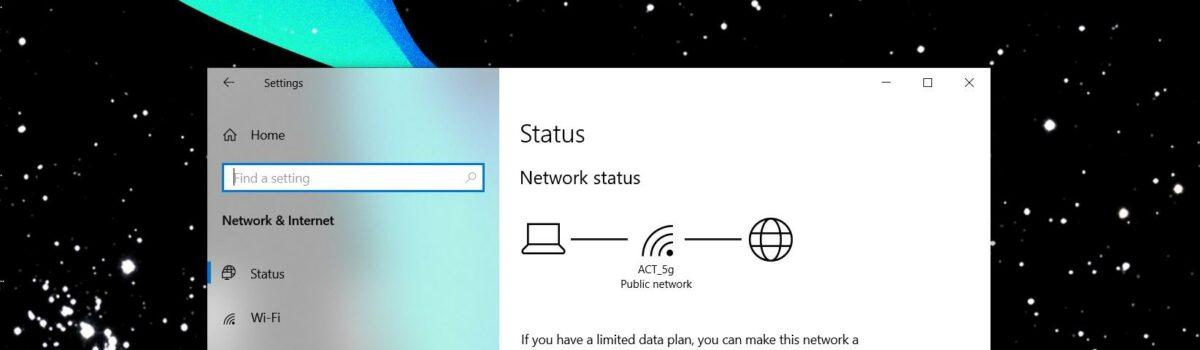 Settings
Home
Find a setting
Network & Internet
Status
Wi-Fi
Status
Network status
ACT_5g
Public network
If you have a limited data plan, you can make this network a